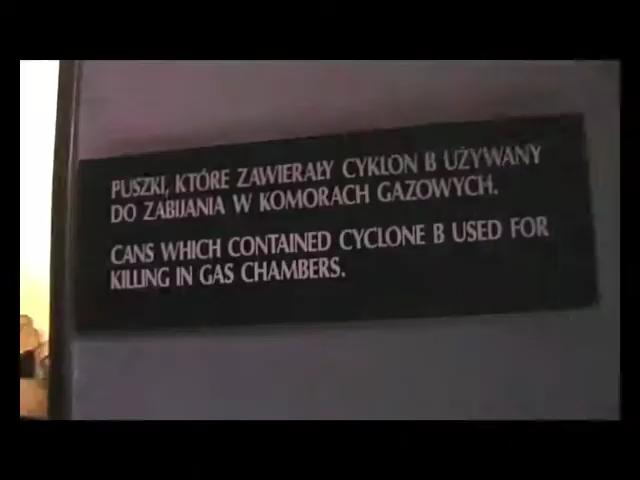 PUSZKI, KTÓRE ZAWIERAŁY CYKLON B UŻYWANY
DO ZABIJANIA W KOMORACH GAZOWYCH.
CANS WHICH CONTAINED CYCLONE B USED FOR
KILLING IN GAS CHAMBERS.